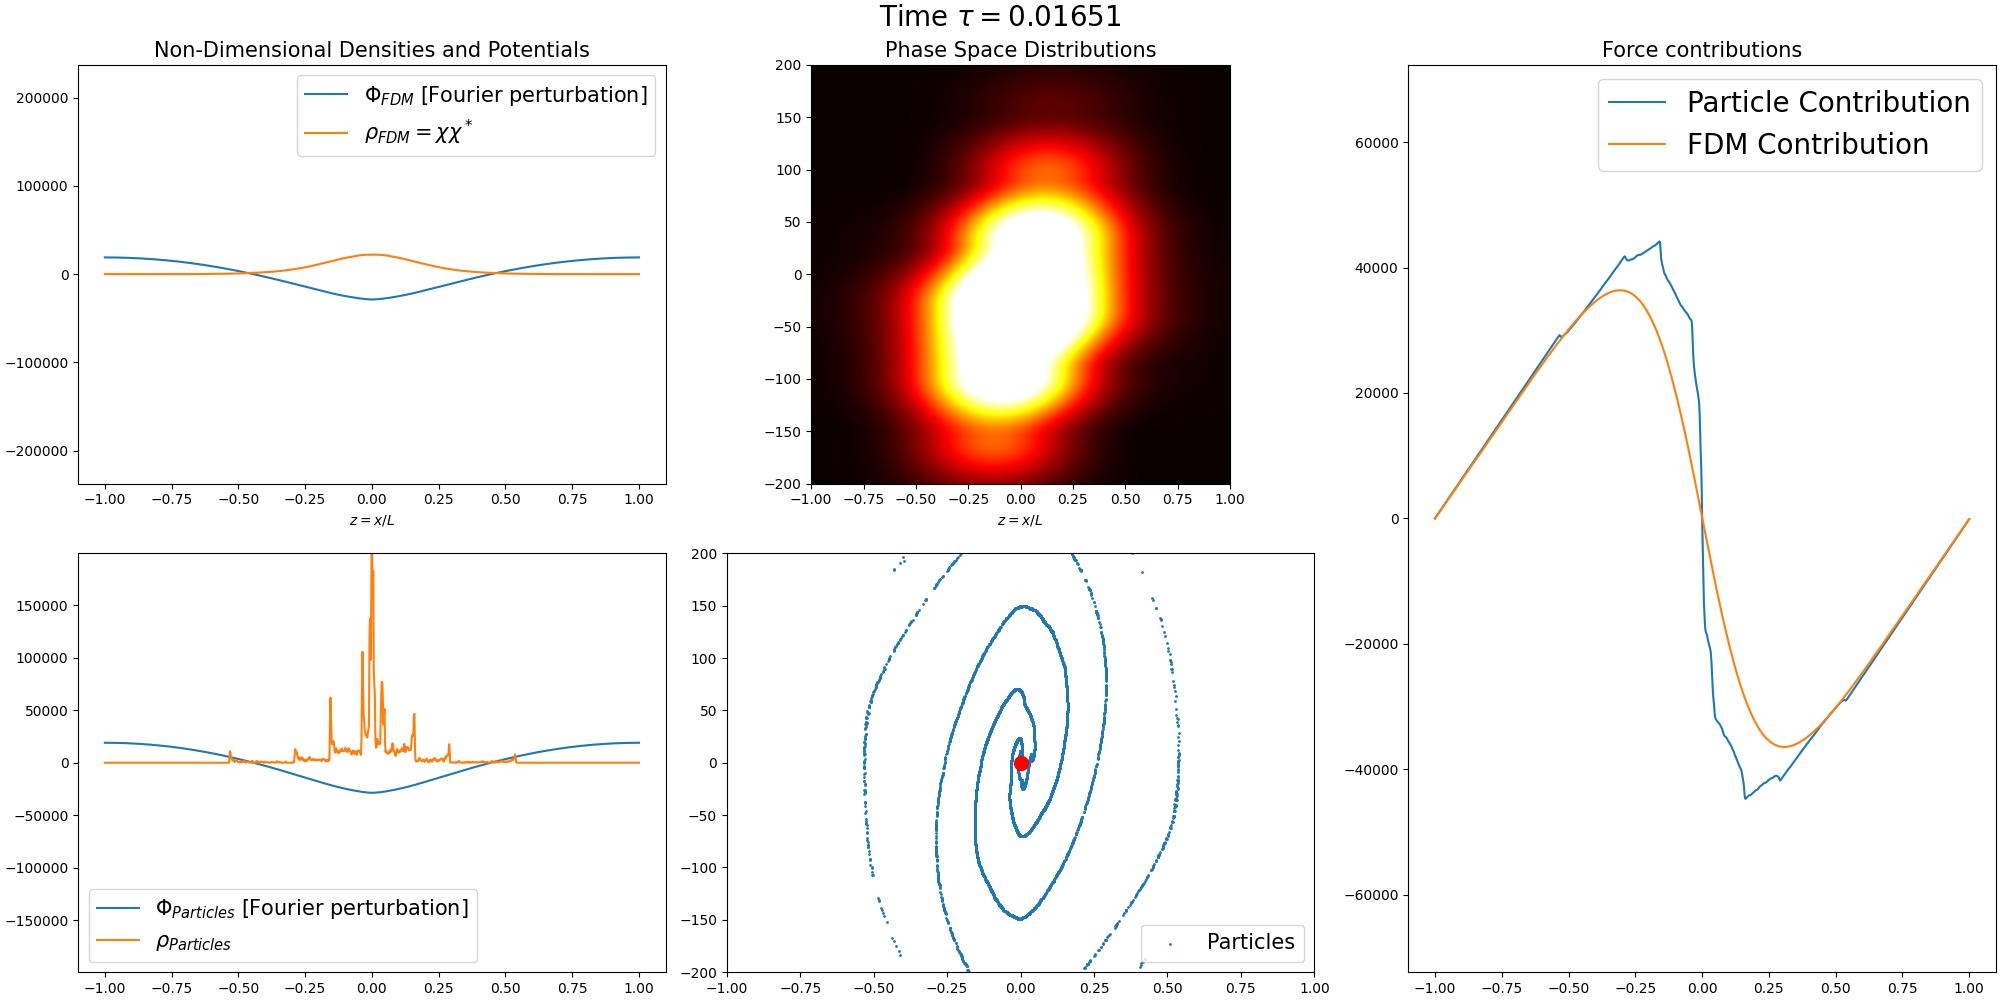 Time τ = 0.01651
Non-Dimensional Densities and Potentials
Φ_FDM [Fourier perturbation]
ρ_FDM = χχ*
200000
100000
0
−100000
−200000
−1.00 −0.75 −0.50 −0.25 0.00 0.25 0.50 0.75 1.00
z = x/L
Phase Space Distributions
200
150
100
50
0
−50
−100
−150
−200
−1.00 −0.75 −0.50 −0.25 0.00 0.25 0.50 0.75 1.00
z = x/L
Force contributions
Particle Contribution
FDM Contribution
60000
40000
20000
0
−20000
−40000
−60000
−1.00 −0.75 −0.50 −0.25 0.00 0.25 0.50 0.75 1.00
150000
100000
50000
0
−50000
−100000
−150000
Φ_Particles [Fourier perturbation]
ρ_Particles
−1.00 −0.75 −0.50 −0.25 0.00 0.25 0.50 0.75 1.00
200
150
100
50
0
−50
−100
−150
−200
Particles
−1.00 −0.75 −0.50 −0.25 0.00 0.25 0.50 0.75 1.00